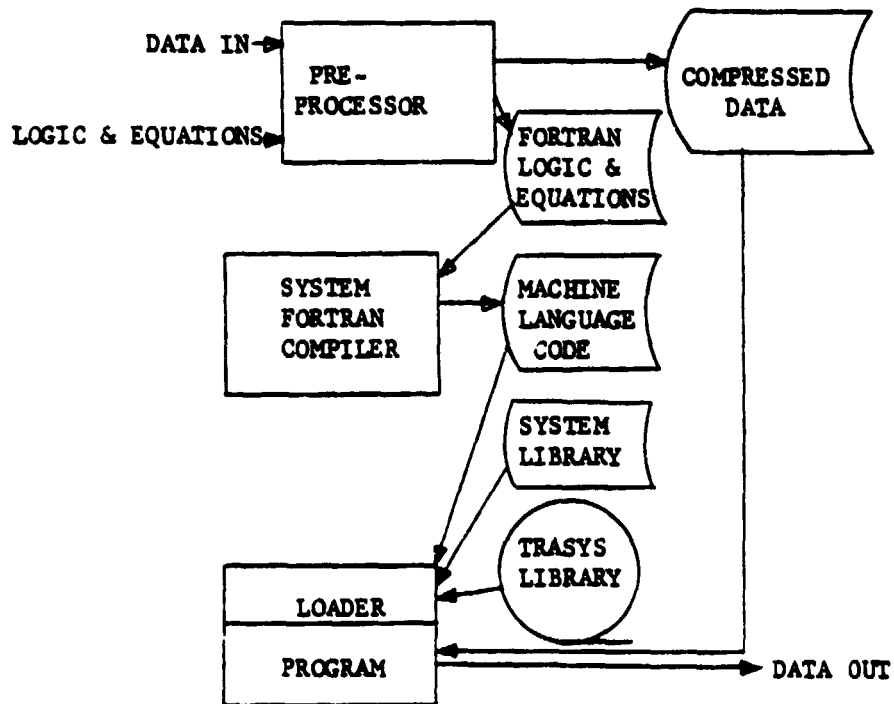 DATA IN
PRE-
PROCESSOR
COMPRESSED
DATA
LOGIC & EQUATIONS
FORTRAN
LOGIC &
EQUATIONS
SYSTEM
FORTRAN
COMPILER
MACHINE
LANGUAGE
CODE
SYSTEM
LIBRARY
TRASYS
LIBRARY
LOADER
PROGRAM
DATA OUT